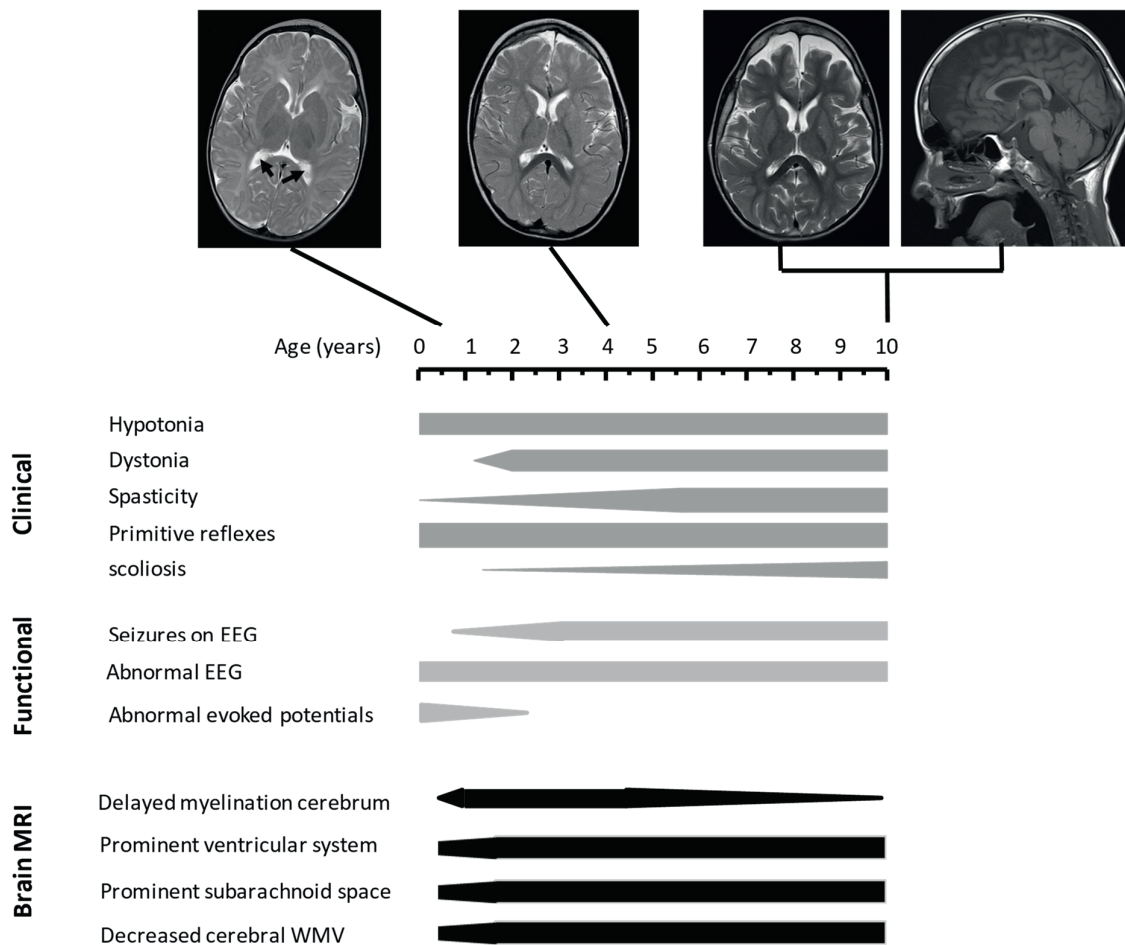 Age (years) 0 1 2 3 4 5 6 7 8 9 10
Clinical
Hypotonia
Dystonia
Spasticity
Primitive reflexes
scoliosis
Functional
Seizures on EEG
Abnormal EEG
Abnormal evoked potentials
Brain MRI
Delayed myelination cerebrum
Prominent ventricular system
Prominent subarachnoid space
Decreased cerebral WMV